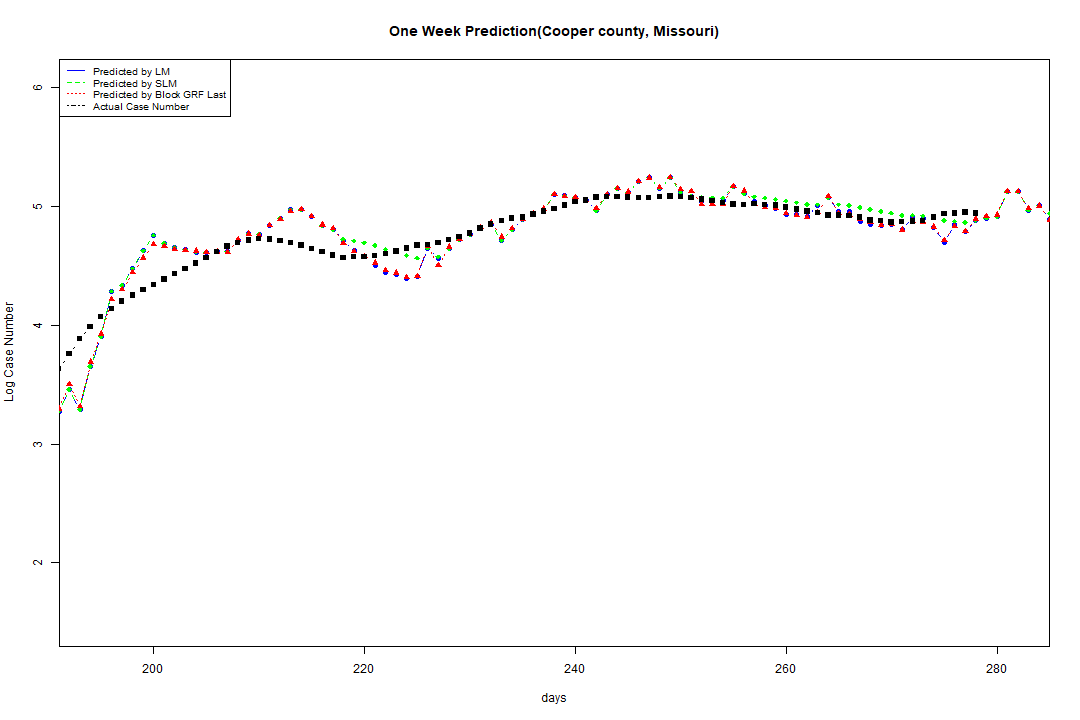 One Week Prediction(Cooper county, Missouri)
Predicted by LM
Predicted by SLM
Predicted by Block GRF Last
Actual Case Number
6
5
4
3
2
Log Case Number
200
220
240
260
280
days